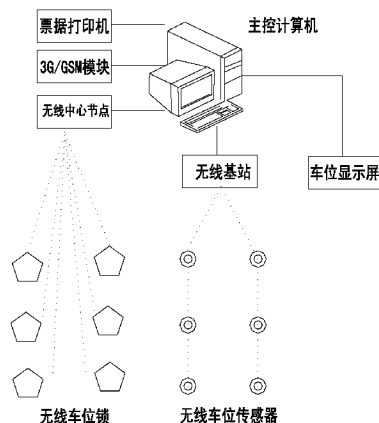 票据打印机
主控计算机
3G/GSM模块
无线中心节点
无线基站
车位显示屏
无线车位锁
无线车位传感器